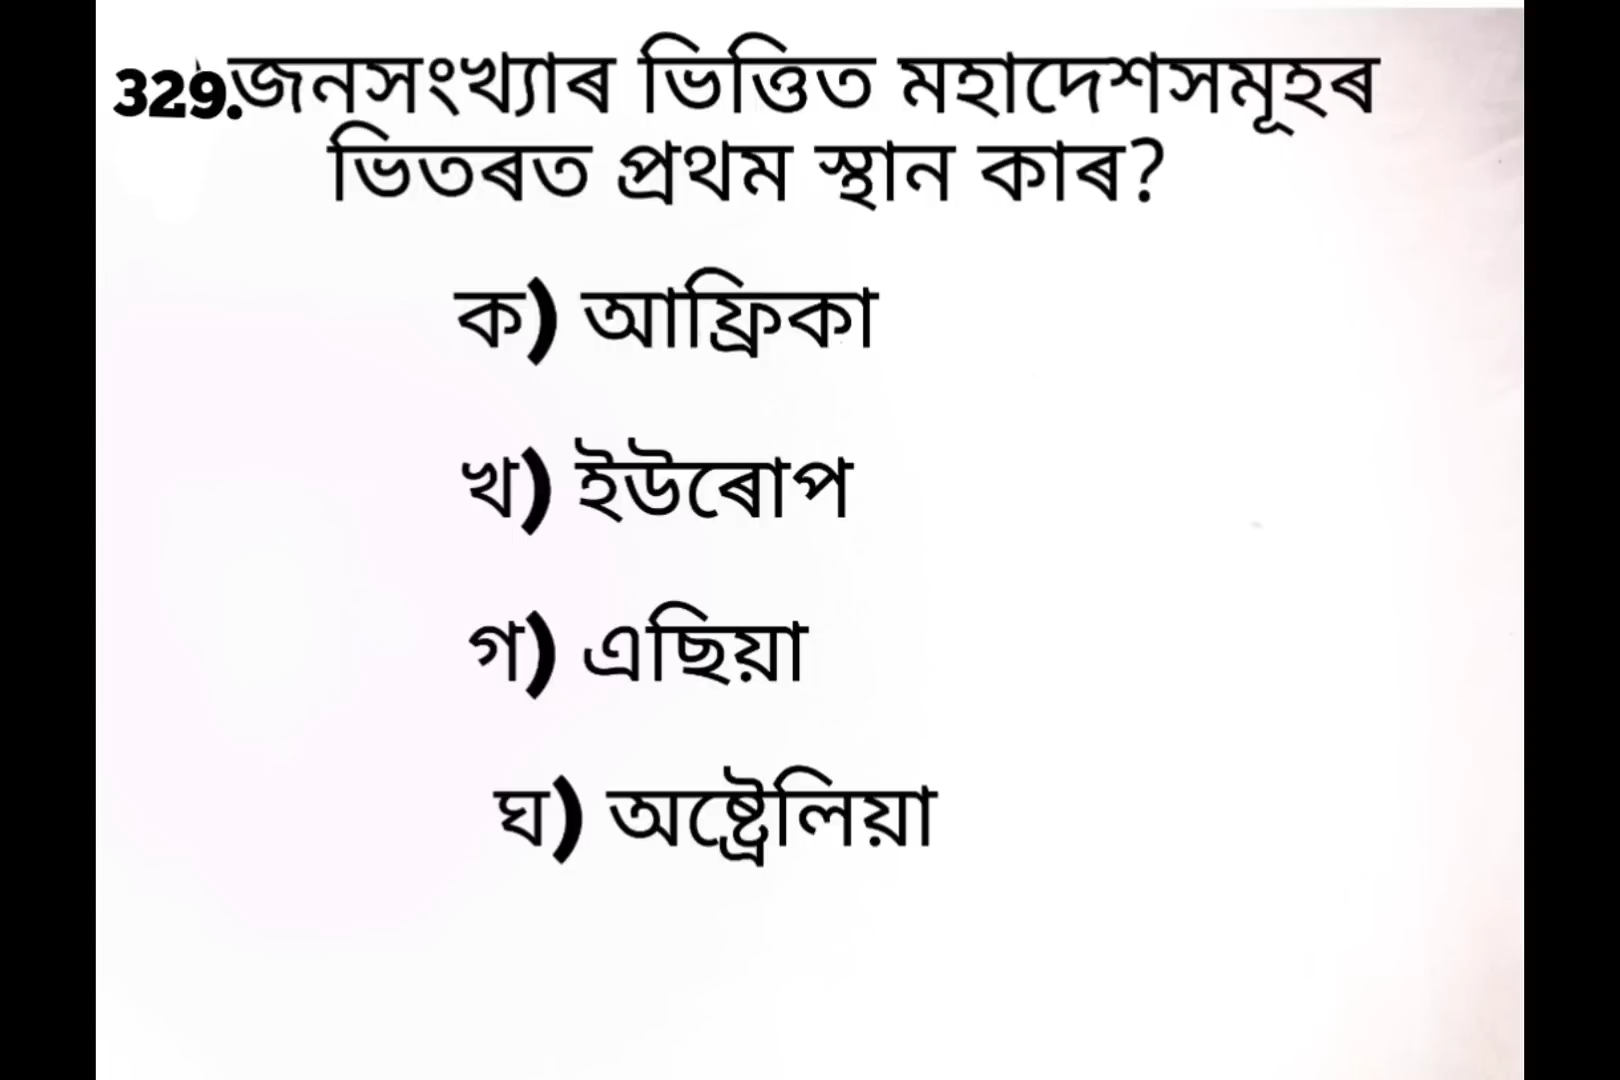 329.জনসংখ্যাৰ ভিত্তিত মহাদেশসমূহৰ
ভিতৰত প্ৰথম স্থান কাৰ?
ক) আফ্ৰিকা
খ) ইউৰোপ
গ) এছিয়া
ঘ) অষ্ট্ৰেলিয়া